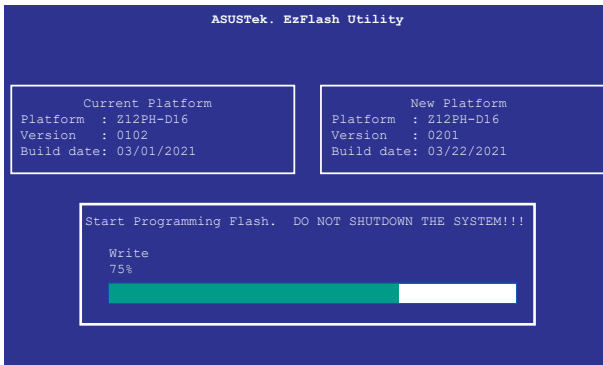 ASUSTek. EzFlash Utility
Current Platform
Platform : Z12PH-D16
Version : 0102
Build date: 03/01/2021
New Platform
Platform : Z12PH-D16
Version : 0201
Build date: 03/22/2021
Start Programming Flash. DO NOT SHUTDOWN THE SYSTEM!!!
Write
75%